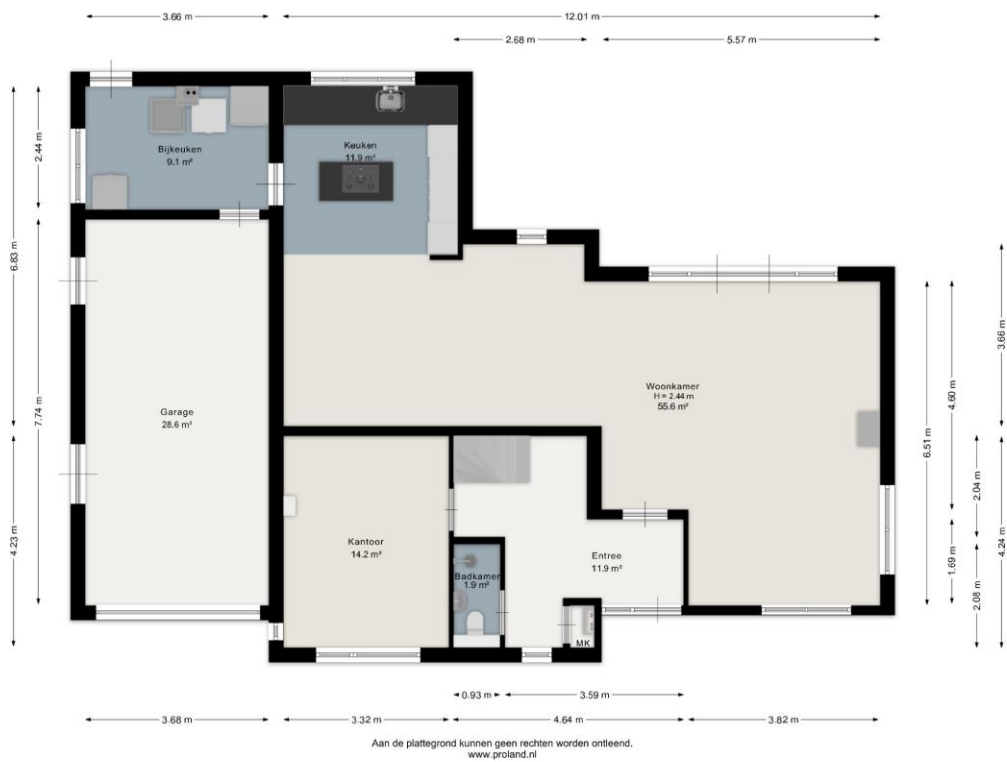 3.66 m
12.01 m
2.68 m
5.57 m
2.44 m
6.83 m
7.74 m
4.23 m
Bijkeuken
9.1 m²
Keuken
11.9 m²
Garage
28.6 m²
Woonkamer
H = 2.44 m
55.6 m²
Kantoor
14.2 m²
Badkamer
1.9 m²
Entree
11.9 m²
MK
6.51 m
4.60 m
1.69 m
3.66 m
2.04 m
2.08 m
4.24 m
0.93 m
3.59 m
3.68 m
3.32 m
4.64 m
3.82 m
Aan de plattegrond kunnen geen rechten worden ontleend.
www.proland.nl